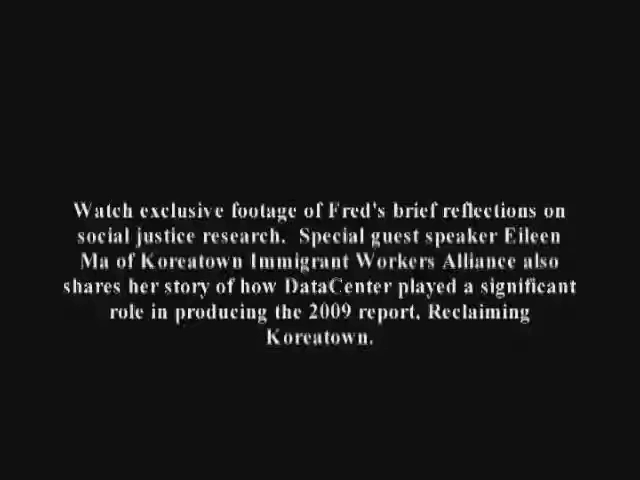 Watch exclusive footage of Fred's brief reflections on
social justice research.  Special guest speaker Eileen
Ma of Koreatown Immigrant Workers Alliance also
shares her story of how DataCenter played a significant
role in producing the 2009 report, Reclaiming
Koreatown.